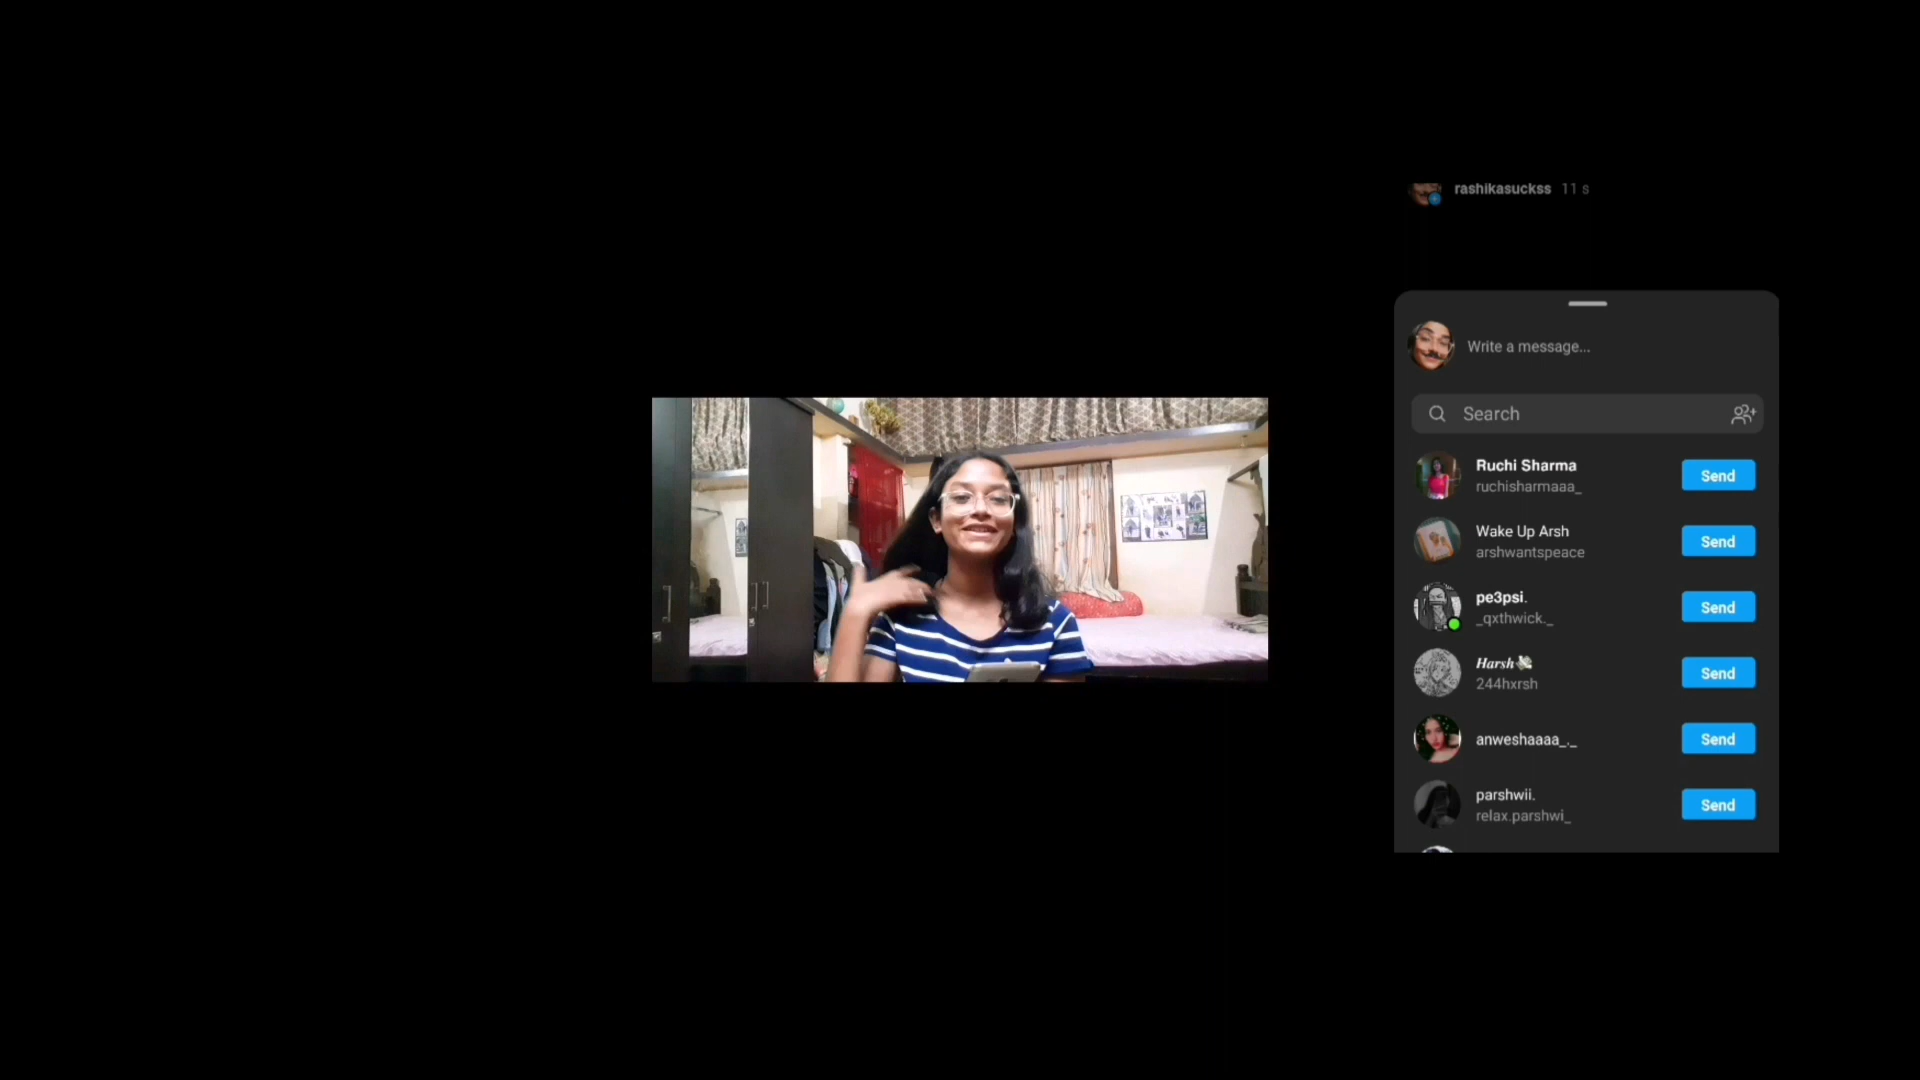 rashikasuckss 11 s
Write a message...
Search
Ruchi Sharma
ruchisharmaaa_
Send
Wake Up Arsh
arshwantspeace
Send
pe3psi.
_qxthwick._
Send
Harsh
244hxrsh
Send
anweshaaaa_._
Send
parshwii.
relax.parshwi_
Send